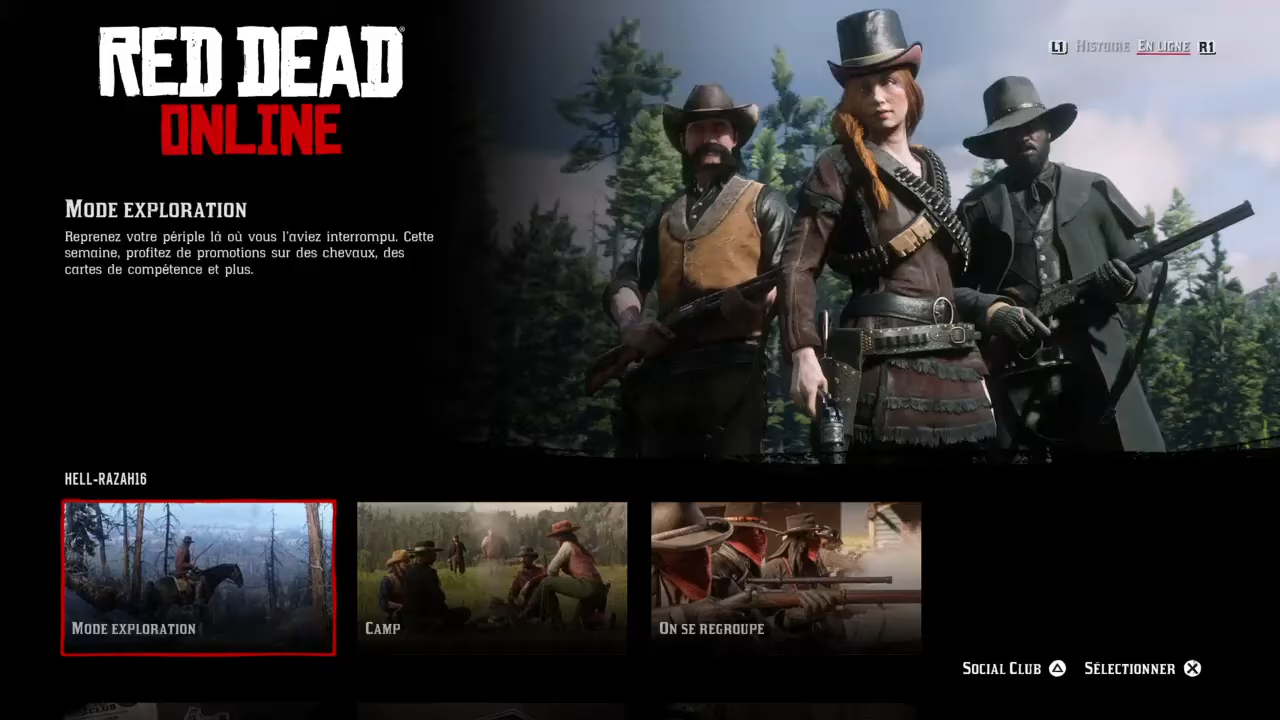 RED DEAD
ONLINE
L1 HISTOIRE EN LIGNE R1
MODE EXPLORATION
Reprenez votre périple là où vous l'aviez interrompu. Cette
semaine, profitez de promotions sur des chevaux, des
cartes de compétence et plus.
HELL-RAZAH16
MODE EXPLORATION
CAMP
ON SE REGROUPE
SOCIAL CLUB
SÉLECTIONNER